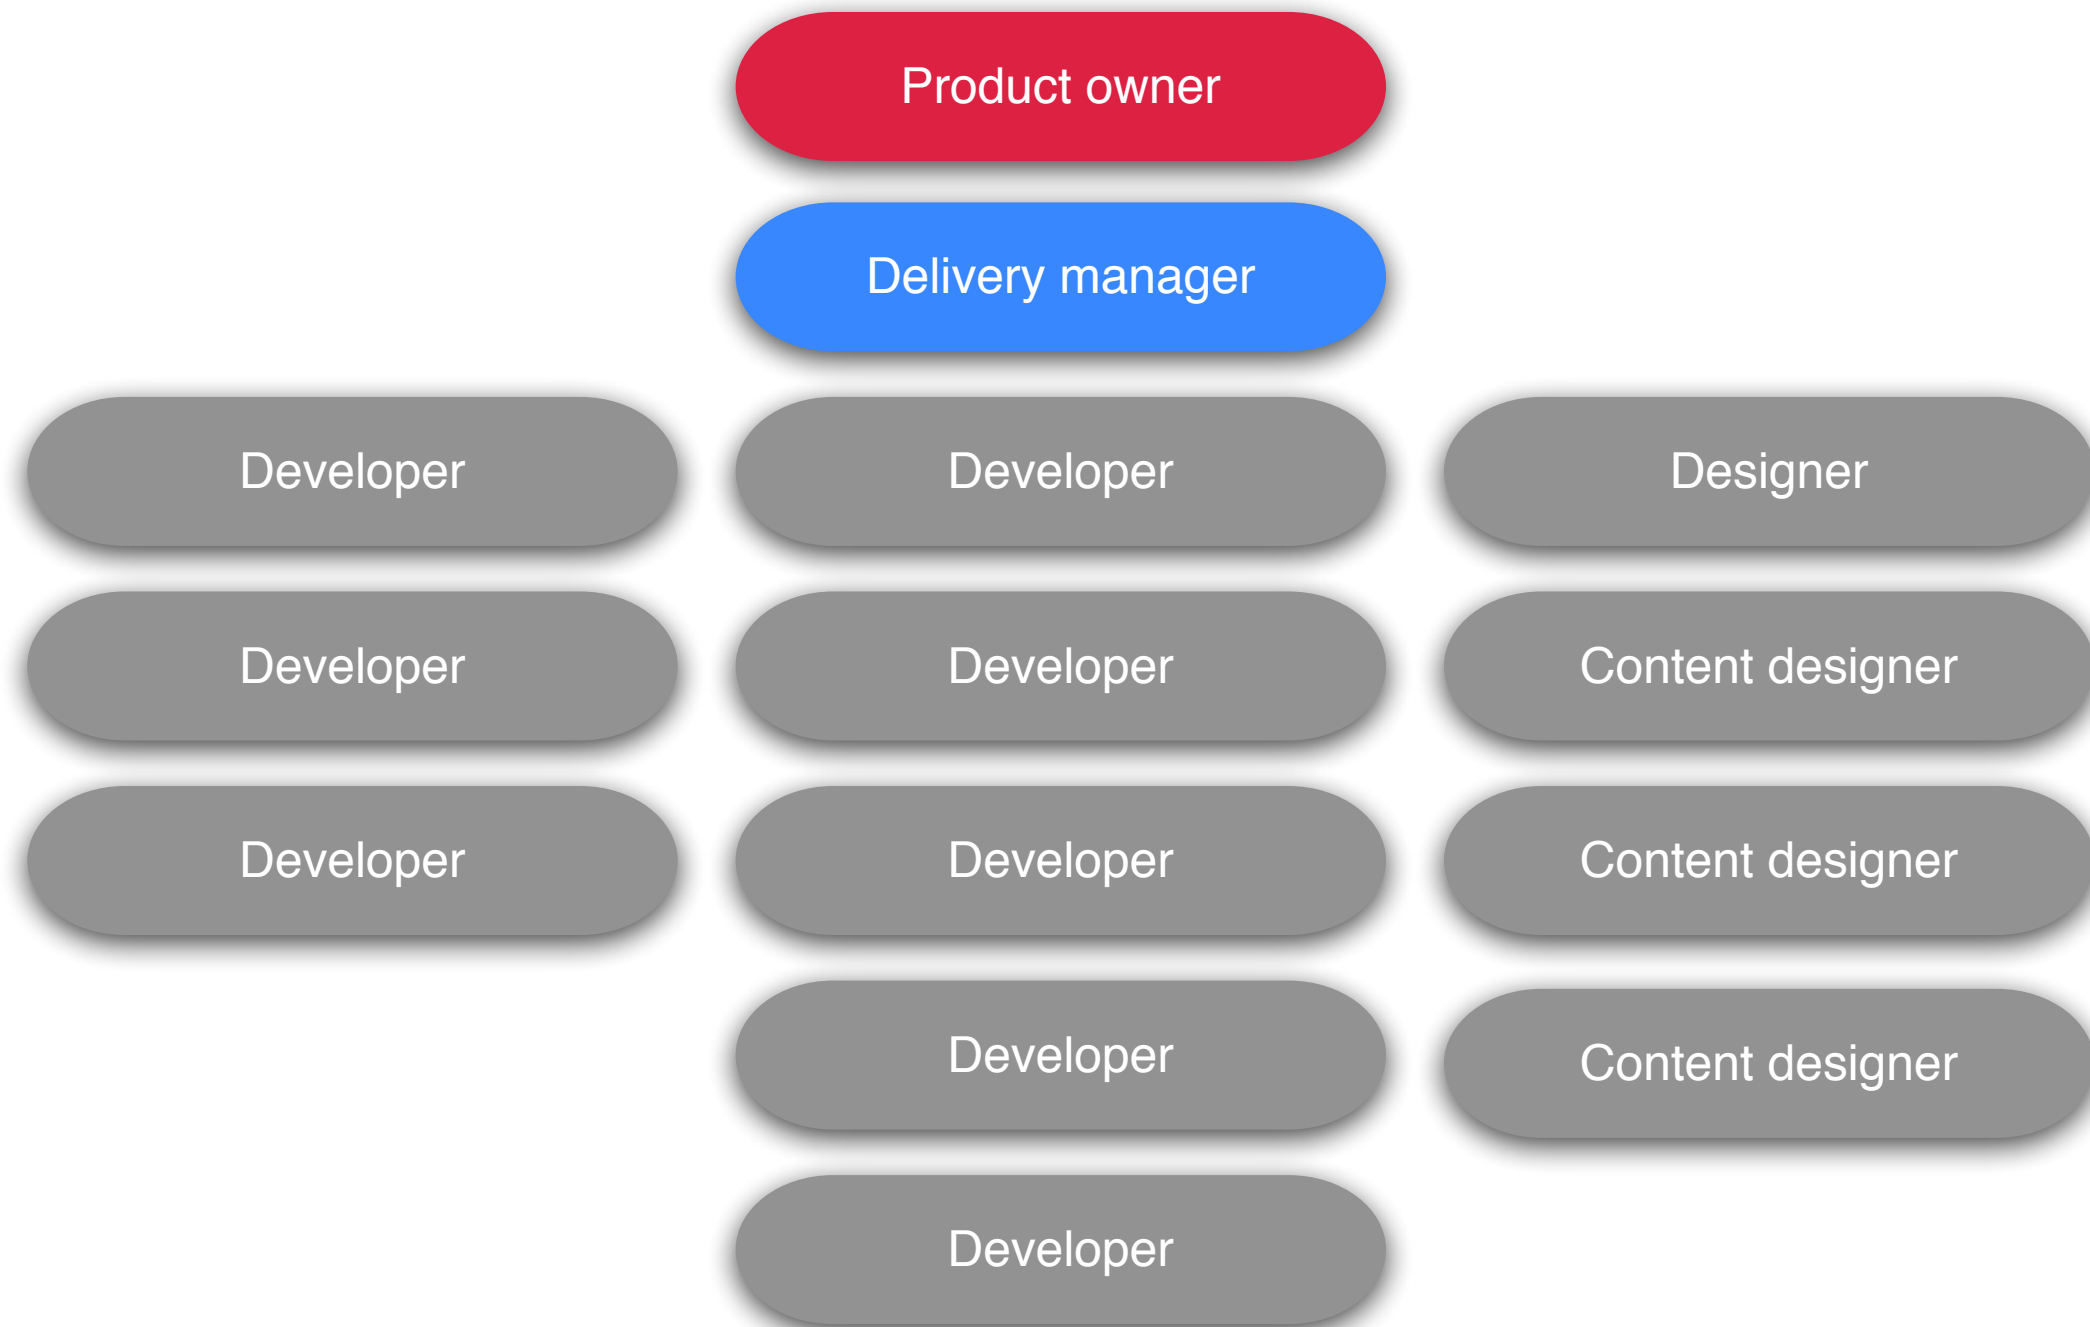 Product owner
Delivery manager
Developer
Developer
Designer
Developer
Developer
Content designer
Developer
Developer
Content designer
Developer
Content designer
Developer